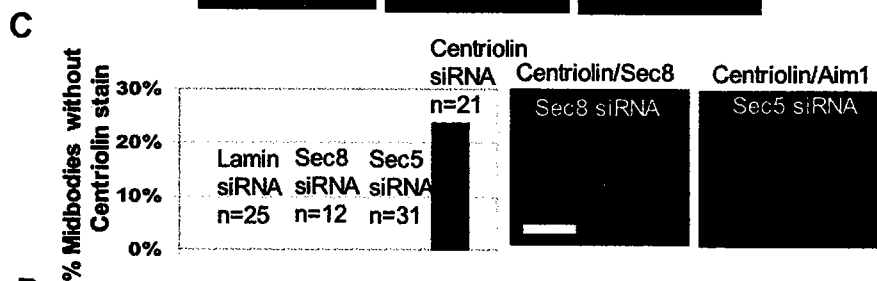 C
% Midbodies without
Centriolin stain
30%
20%
10%
0%
Lamin
siRNA
n=25
Sec8
siRNA
n=12
Sec5
siRNA
n=31
Centriolin
siRNA
n=21
Centriolin/Sec8
Sec8 siRNA
Centriolin/Aim1
Sec5 siRNA